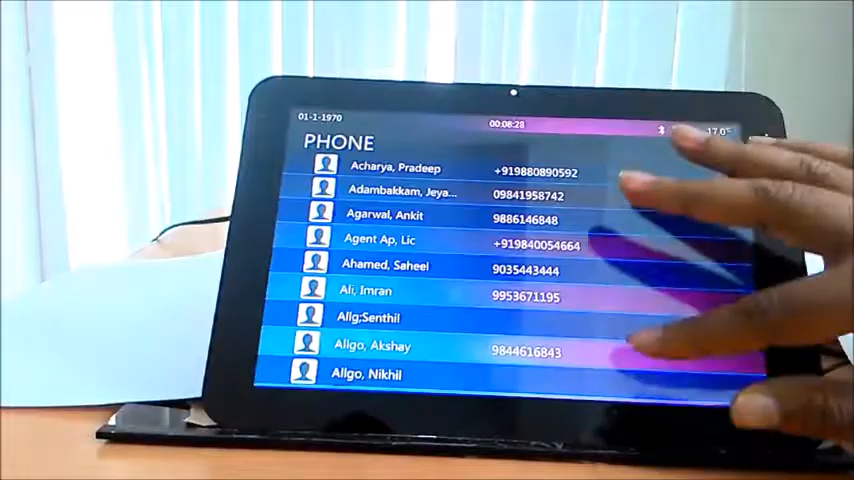 01-1-1970 00:08:28 17.0°C
PHONE
Acharya, Pradeep +919880890592
Adambakkam, Jeya... 09841958742
Agarwal, Ankit 09886146848
Agent Ap, Lic +919840054664
Ahamed, Saheel 9035443444
Ali, Imran 9953671195
Allg;Senthil
Allgo, Akshay 9844616843
Allgo, Nikhil